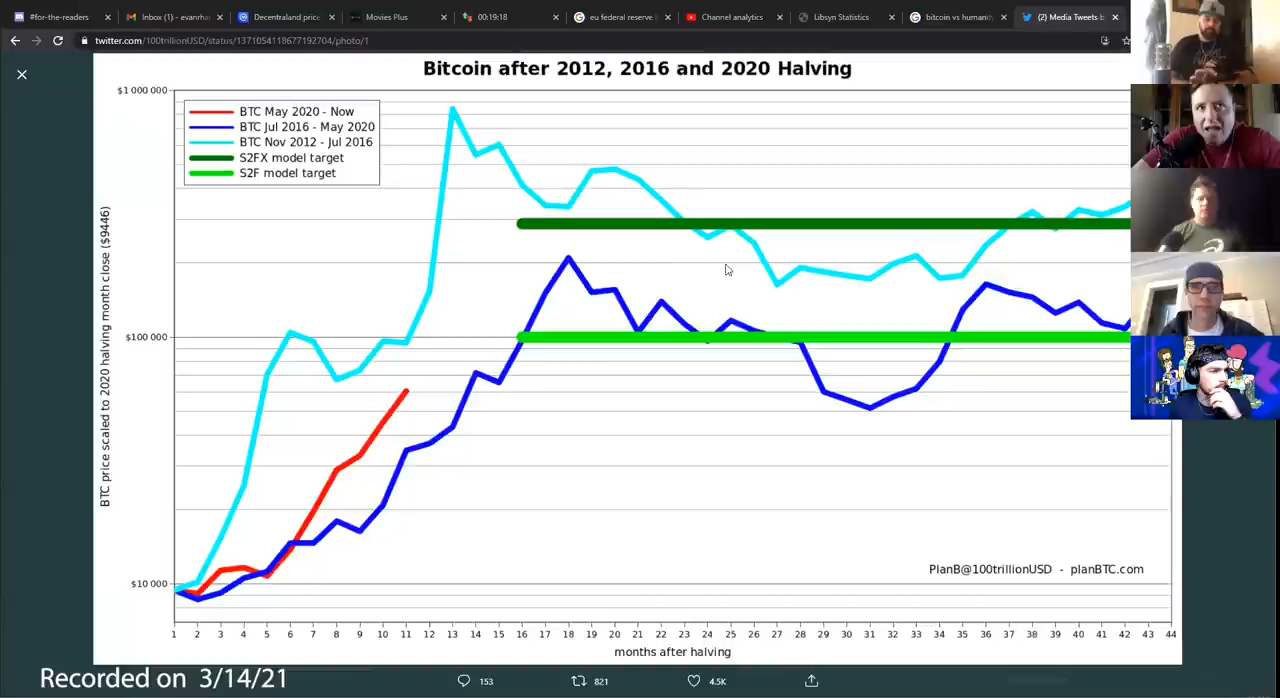 #for-the-readers
Inbox (1) - evanrha
Decentraland price
Movies Plus
00:19:18
eu federal reserve
Channel analytics
Libsyn Statistics
bitcoin vs humanity
(2) Media Tweets b
twitter.com/100trillionUSD/status/1371054118677192704/photo/1
Bitcoin after 2012, 2016 and 2020 Halving
BTC May 2020 - Now
BTC Jul 2016 - May 2020
BTC Nov 2012 - Jul 2016
S2FX model target
S2F model target
BTC price scaled to 2020 halving month close ($9446)
$1 000 000
$100 000
$10 000
PlanB@100trillionUSD - planBTC.com
1 2 3 4 5 6 7 8 9 10 11 12 13 14 15 16 17 18 19 20 21 22 23 24 25 26 27 28 29 30 31 32 33 34 35 36 37 38 39 40 41 42 43 44
months after halving
Recorded on 3/14/21
153 821 4.5K